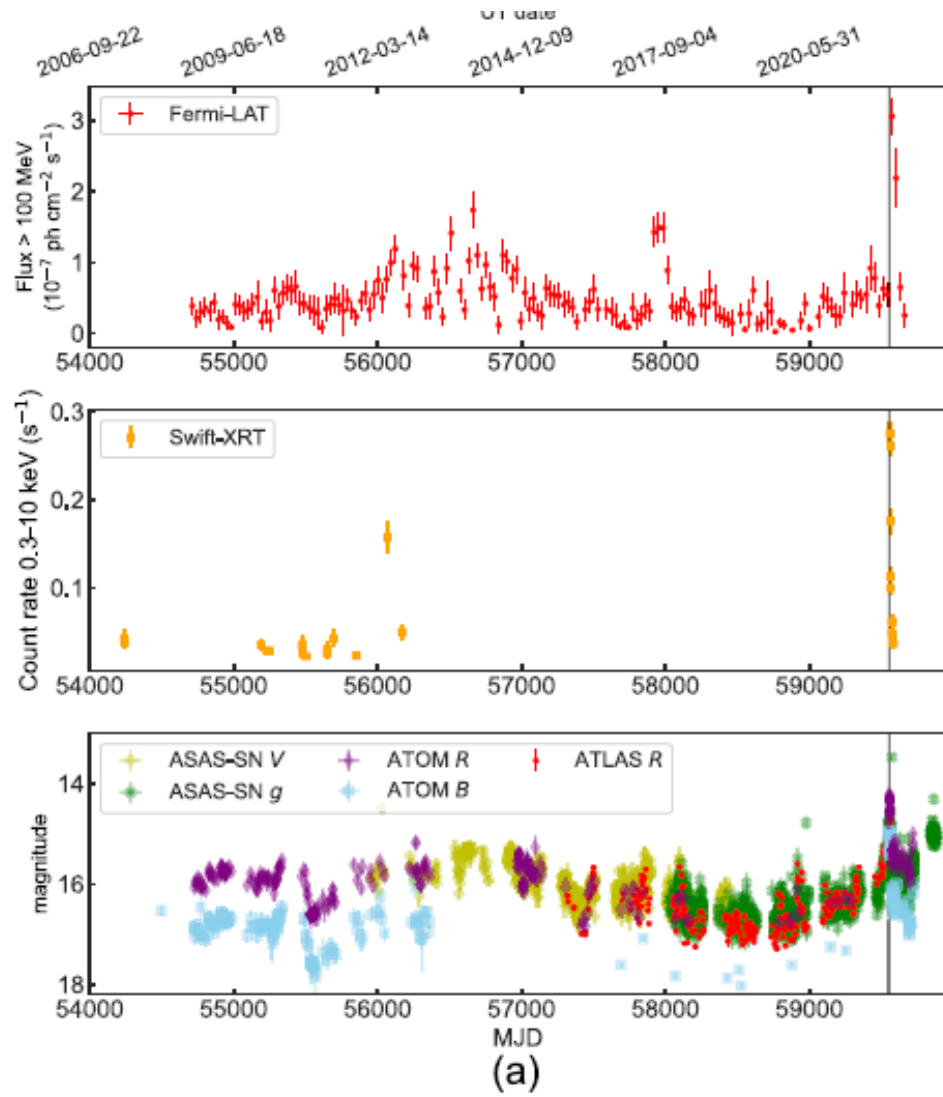 UT date
2006-09-22 2009-06-18 2012-03-14 2014-12-09 2017-09-04 2020-05-31
Flux > 100 MeV
(10⁻⁷ ph cm⁻² s⁻¹)
3
2
1
0
Fermi–LAT
54000 55000 56000 57000 58000 59000
Count rate 0.3–10 keV (s⁻¹)
0.3
0.2
0.1
Swift–XRT
54000 55000 56000 57000 58000 59000
magnitude
14
16
18
ASAS–SN V ATOM R ATLAS R
ASAS–SN g ATOM B
54000 55000 56000 57000 58000 59000
MJD
(a)